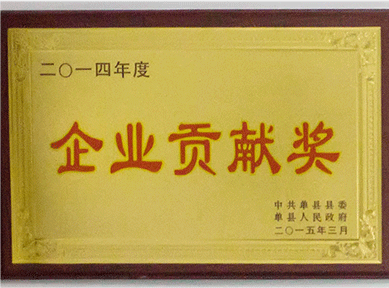 二〇一四年度
企业贡献奖
中共单县县委
单县人民政府
二〇一五年三月